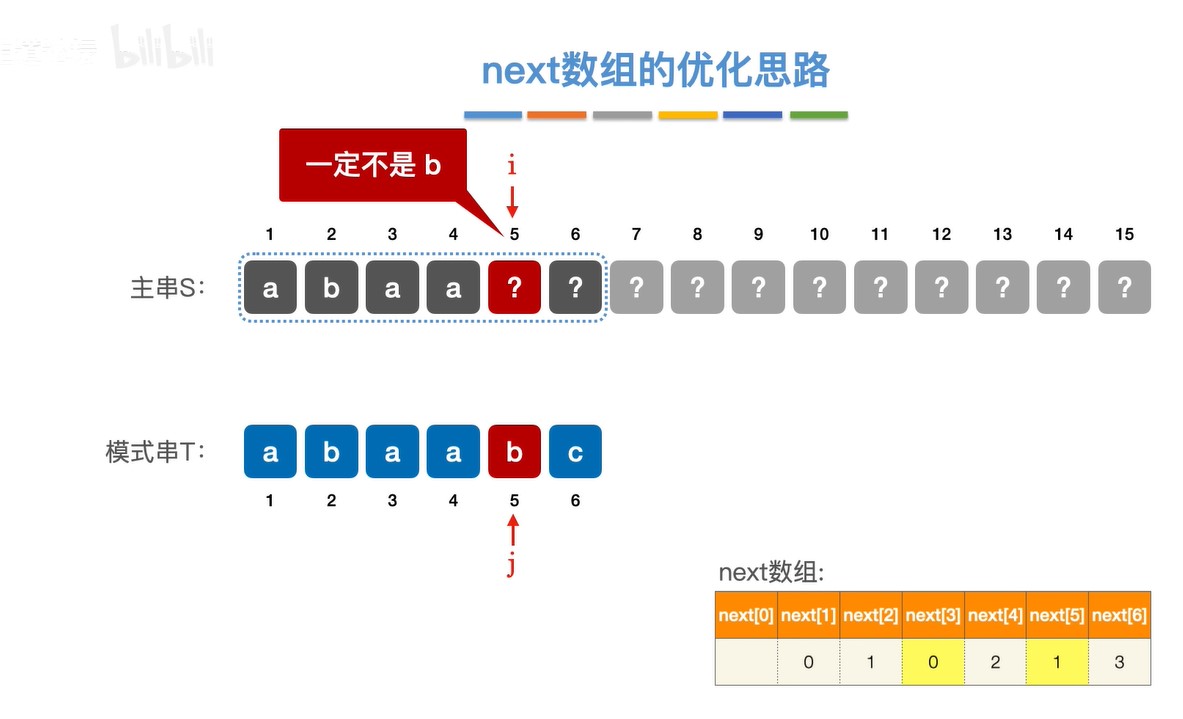 bilibili
next数组的优化思路
一定不是 b
i
1 2 3 4 5 6 7 8 9 10 11 12 13 14 15
主串S: a b a a ? ? ? ? ? ? ? ? ? ? ?
模式串T: a b a a b c
1 2 3 4 5 6
j
next数组:
next[0] next[1] next[2] next[3] next[4] next[5] next[6]
0 1 0 2 1 3